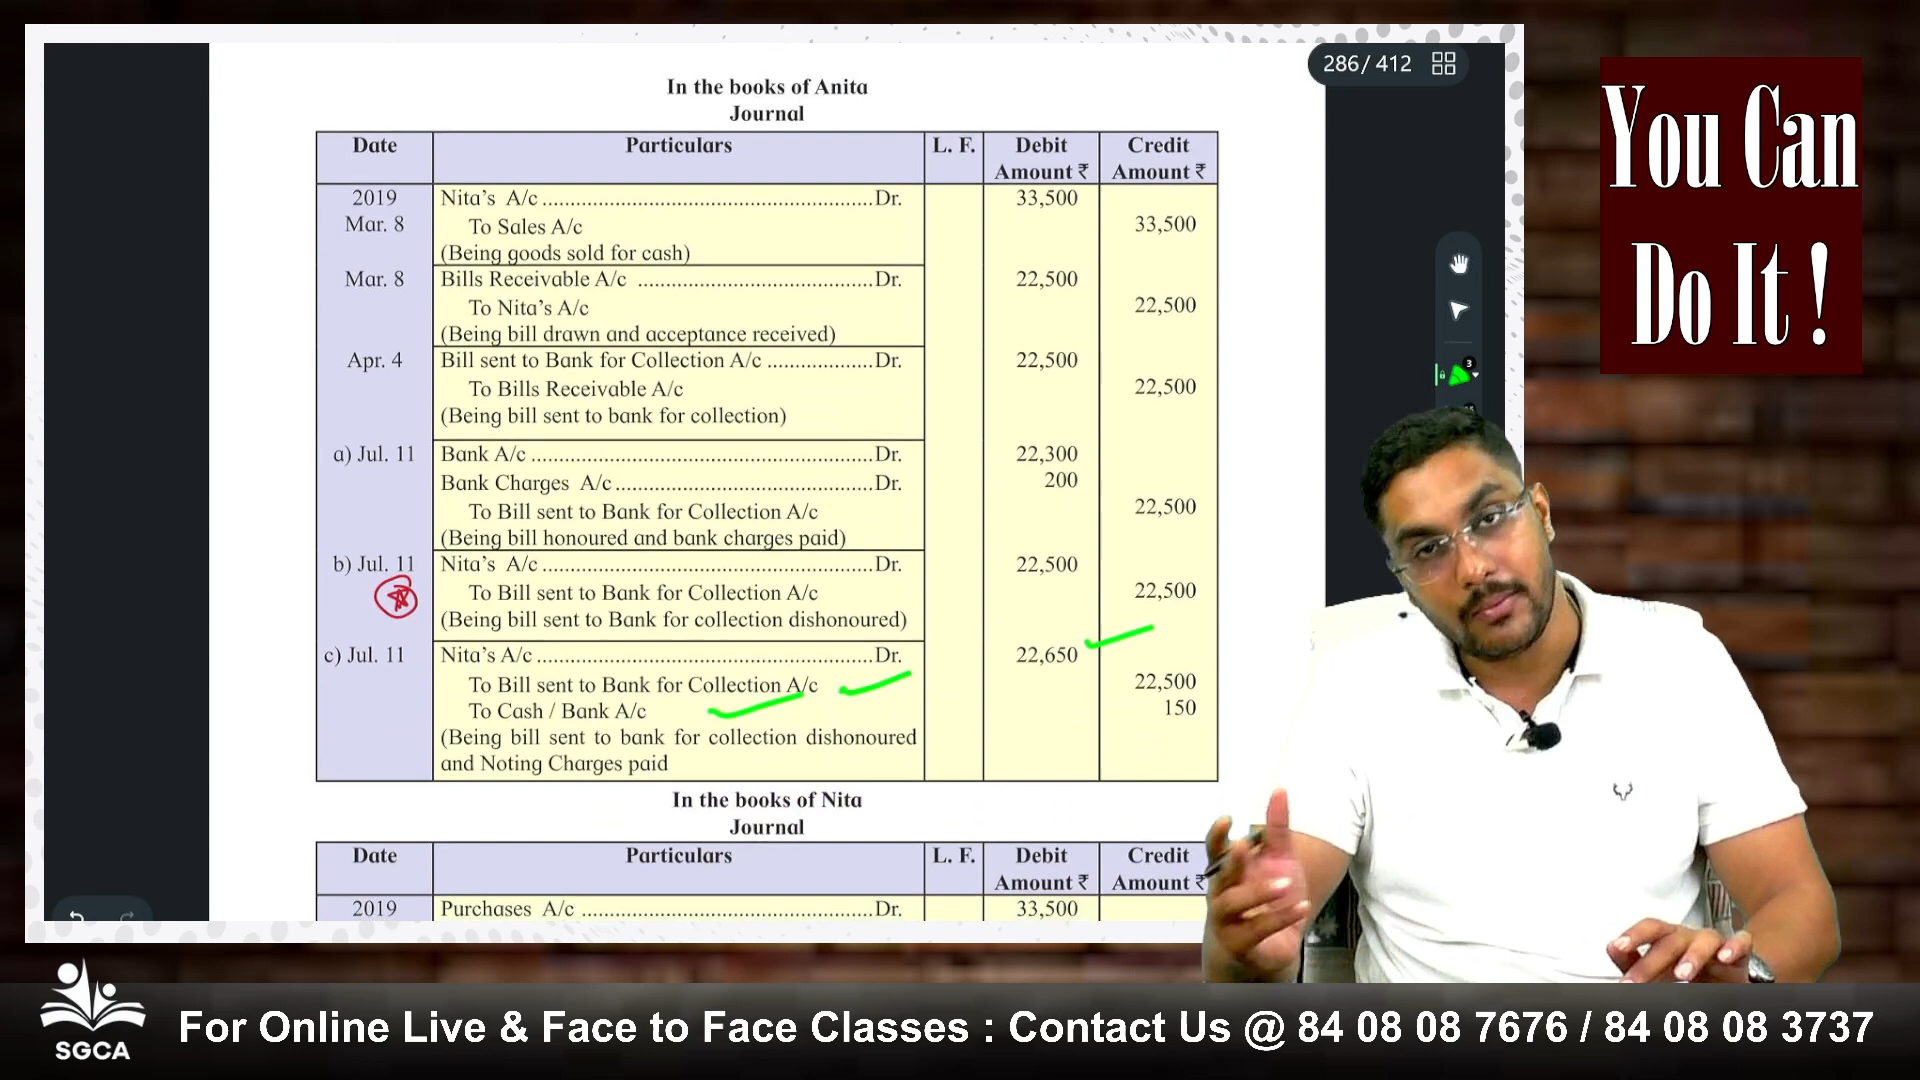 286/ 412
You Can
Do It !
In the books of Anita
Journal
Date Particulars L. F. Debit Amount ₹ Credit Amount ₹
2019 Nita's A/c ................................................................Dr. 33,500
Mar. 8 To Sales A/c 33,500
(Being goods sold for cash)
Mar. 8 Bills Receivable A/c .............................................Dr. 22,500
To Nita's A/c 22,500
(Being bill drawn and acceptance received)
Apr. 4 Bill sent to Bank for Collection A/c ....................Dr. 22,500
To Bills Receivable A/c 22,500
(Being bill sent to bank for collection)
a) Jul. 11 Bank A/c ..................................................................Dr. 22,300
Bank Charges A/c.................................................Dr. 200
To Bill sent to Bank for Collection A/c 22,500
(Being bill honoured and bank charges paid)
b) Jul. 11 Nita's A/c................................................................Dr. 22,500
To Bill sent to Bank for Collection A/c 22,500
(Being bill sent to Bank for collection dishonoured)
c) Jul. 11 Nita's A/c.................................................................Dr. 22,650
To Bill sent to Bank for Collection A/c 22,500
To Cash / Bank A/c 150
(Being bill sent to bank for collection dishonoured
and Noting Charges paid
In the books of Nita
Journal
Date Particulars L. F. Debit Amount ₹ Credit Amount ₹
2019 Purchases A/c ................................................................Dr. 33,500
SGCA
For Online Live & Face to Face Classes : Contact Us @ 84 08 08 7676 / 84 08 08 3737